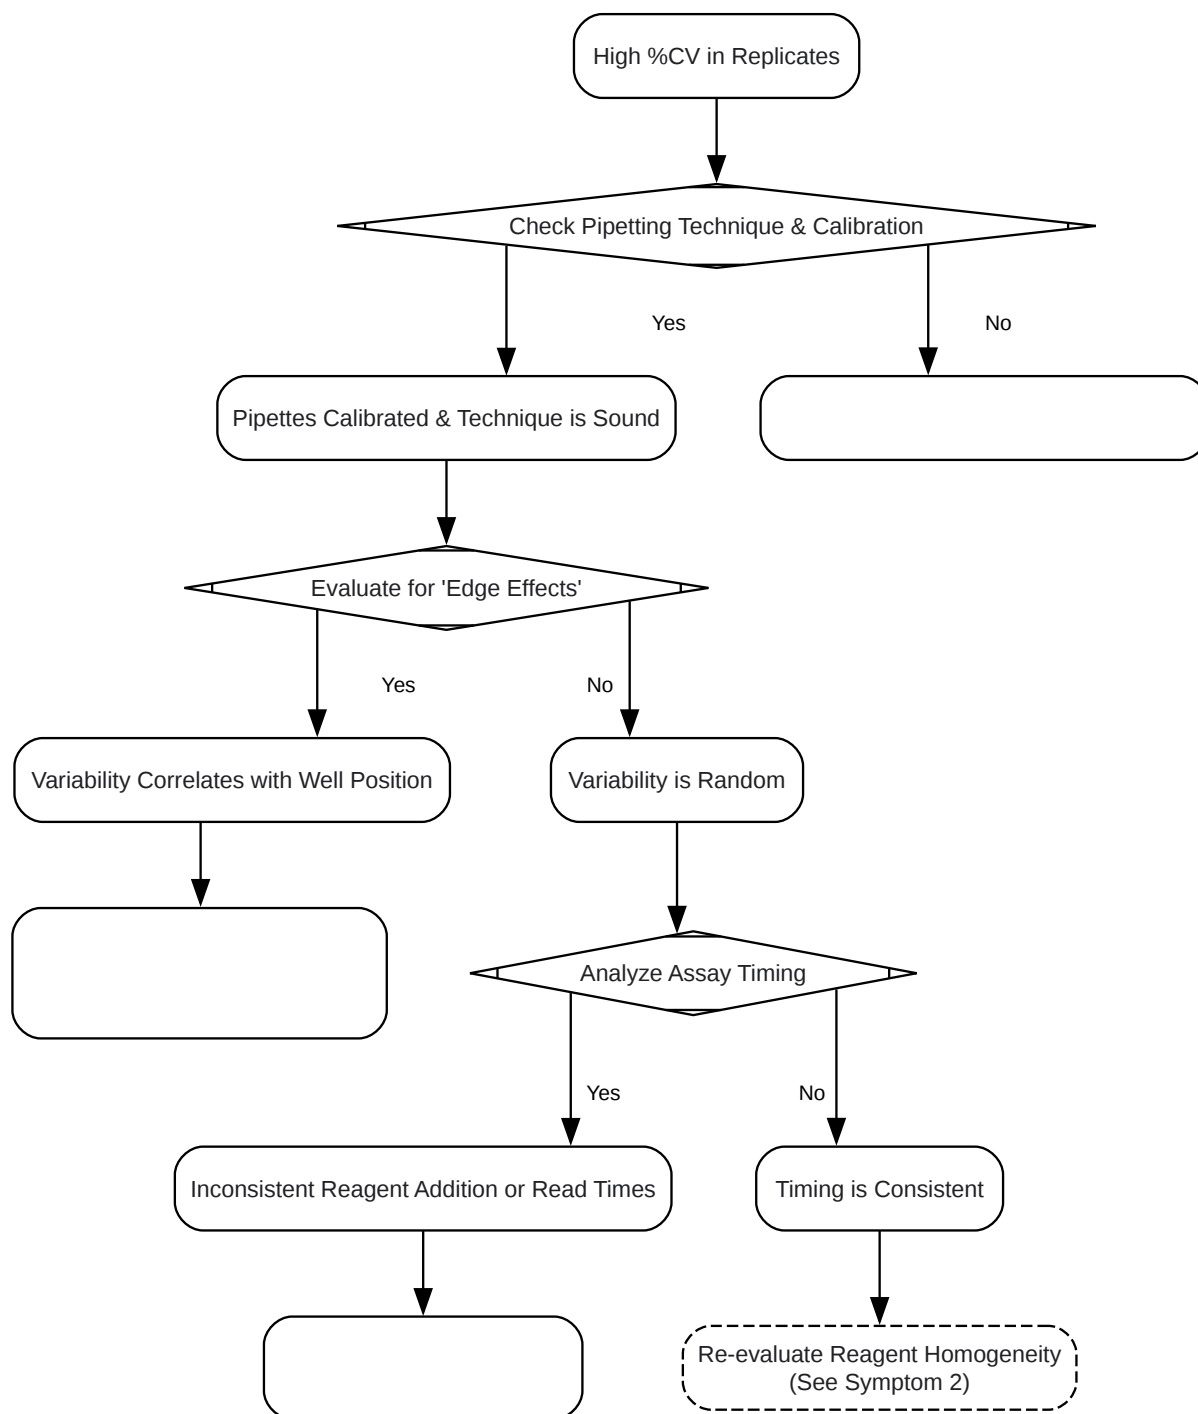 High %CV in Replicates
Check Pipetting Technique & Calibration
Yes
No
Pipettes Calibrated & Technique is Sound
Evaluate for 'Edge Effects'
Yes
No
Variability Correlates with Well Position
Variability is Random
Analyze Assay Timing
Yes
No
Inconsistent Reagent Addition or Read Times
Timing is Consistent
Re-evaluate Reagent Homogeneity
(See Symptom 2)